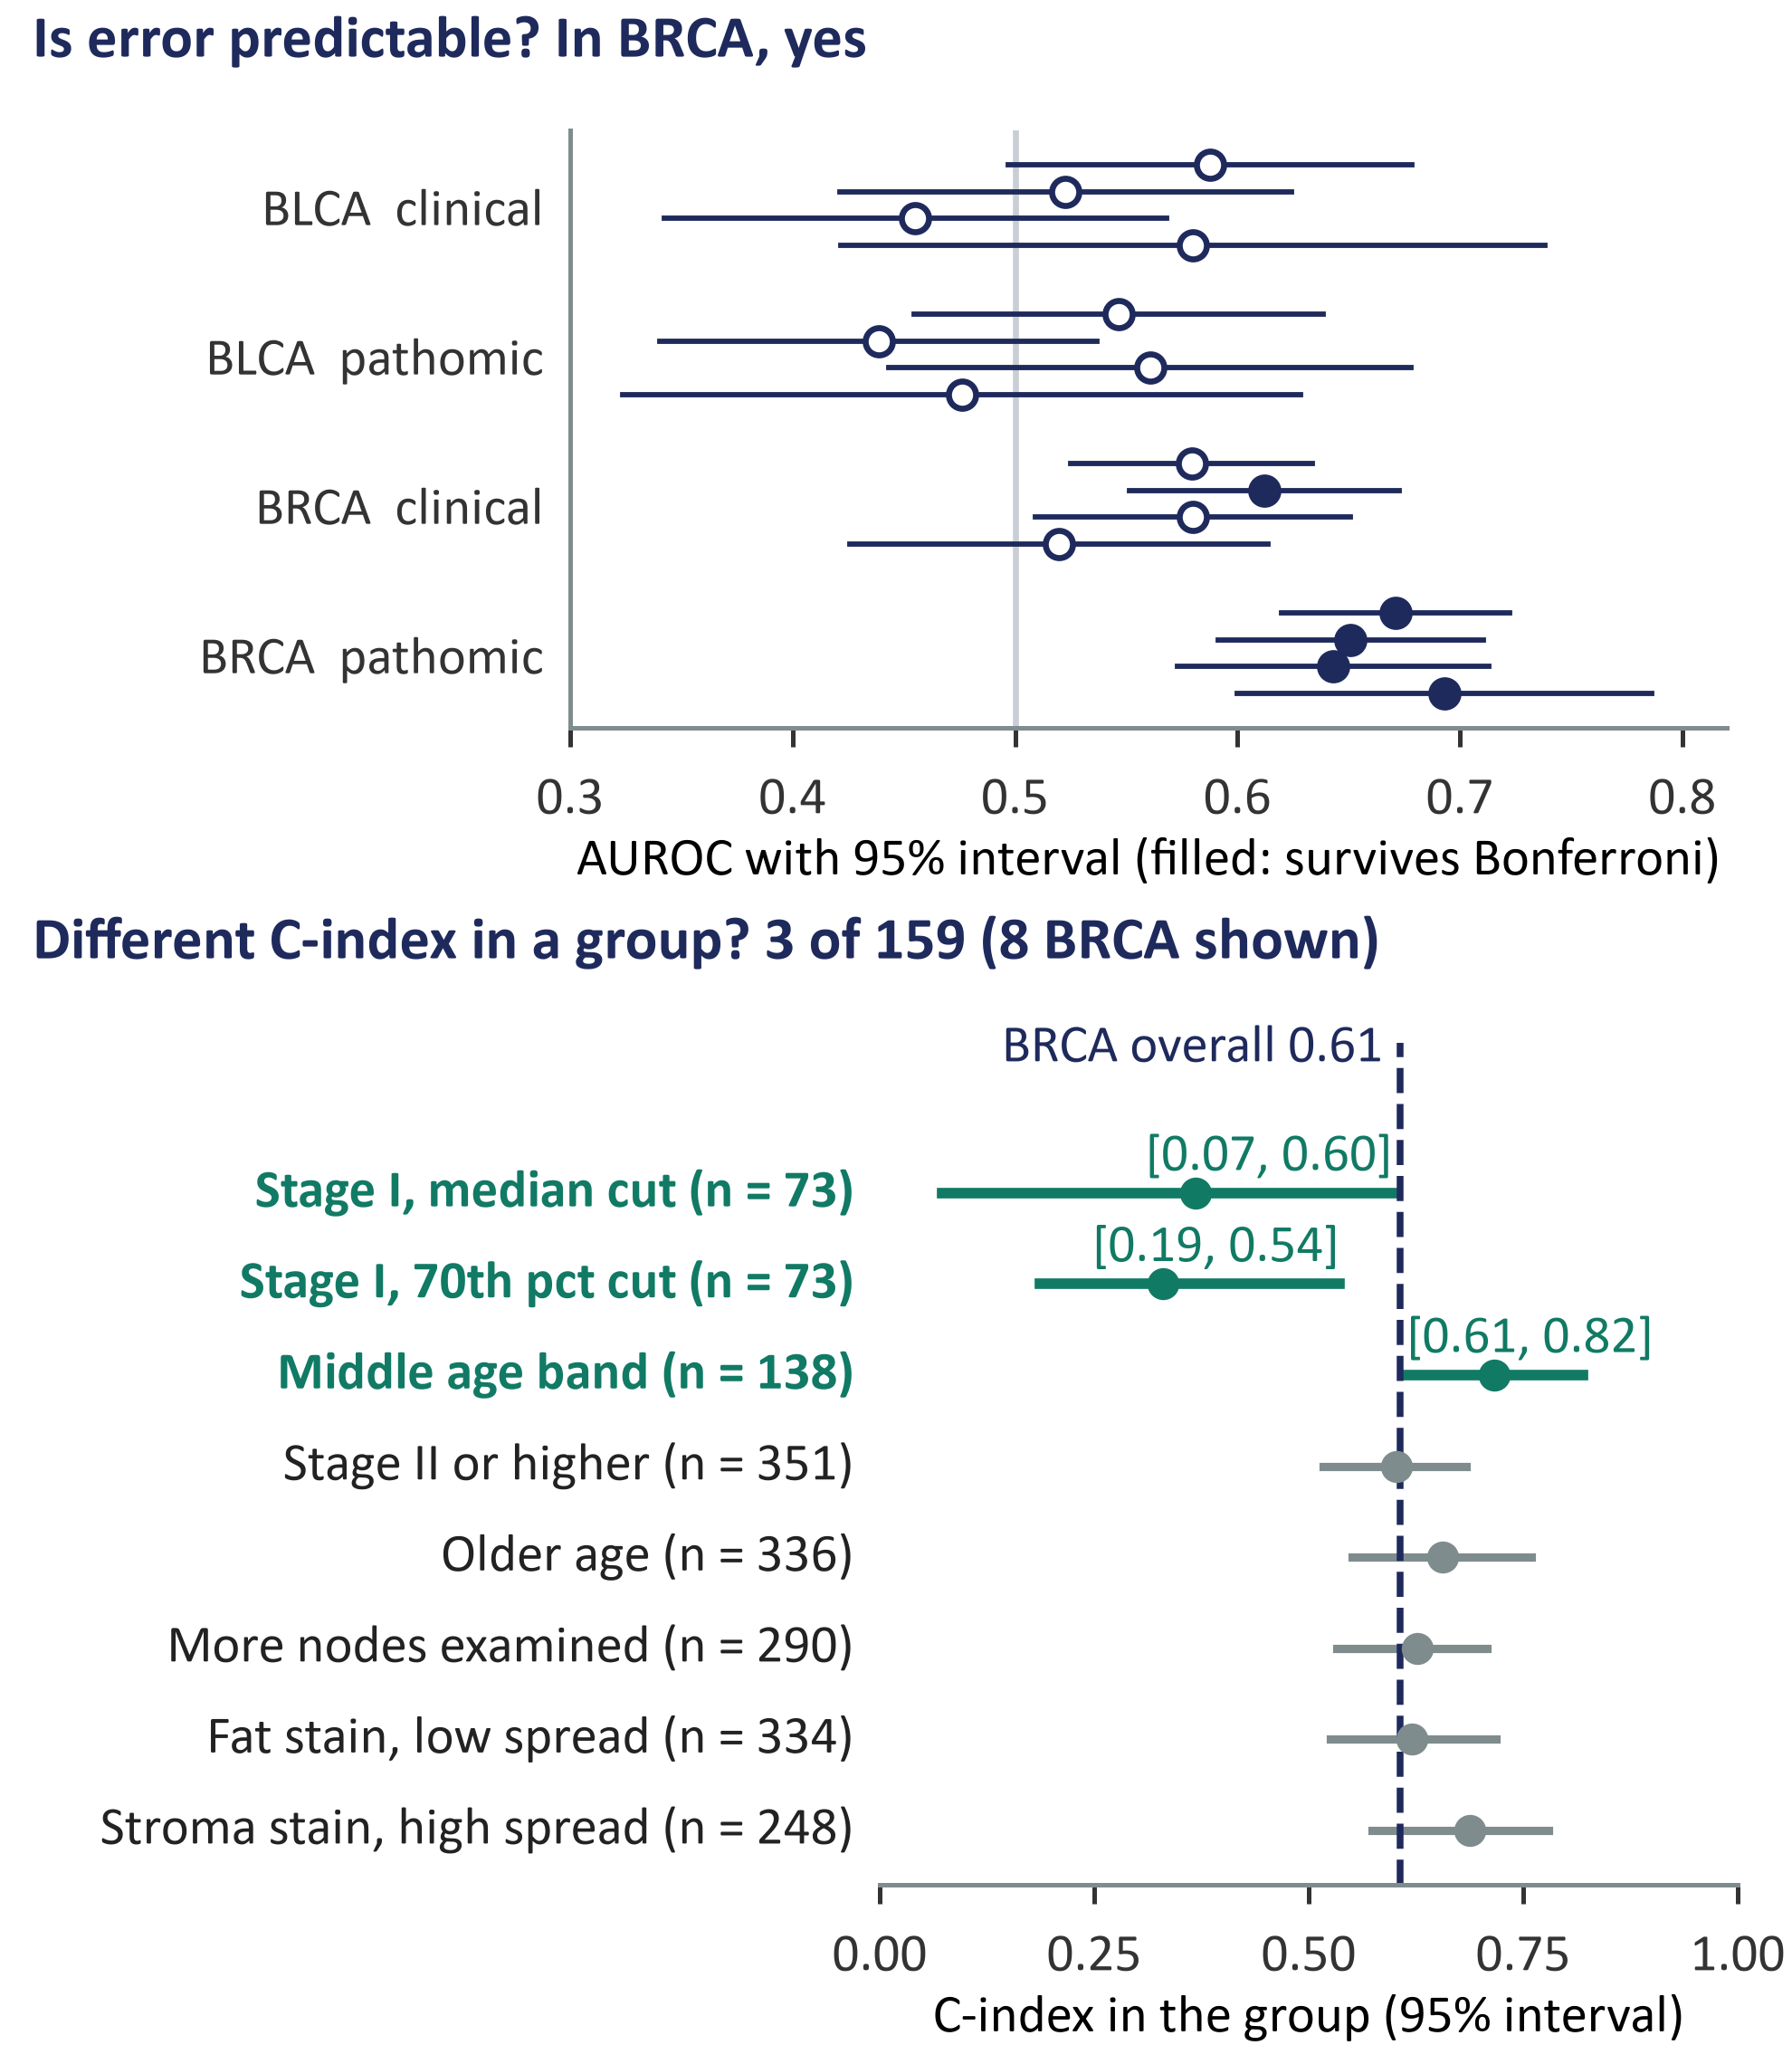 Is error predictable? In BRCA, yes
BLCA clinical
BLCA pathomic
BRCA clinical
BRCA pathomic
0.3 0.4 0.5 0.6 0.7 0.8
AUROC with 95% interval (filled: survives Bonferroni)
Different C-index in a group? 3 of 159 (8 BRCA shown)
BRCA overall 0.61
[0.07, 0.60]
Stage I, median cut (n = 73)
[0.19, 0.54]
Stage I, 70th pct cut (n = 73)
[0.61, 0.82]
Middle age band (n = 138)
Stage II or higher (n = 351)
Older age (n = 336)
More nodes examined (n = 290)
Fat stain, low spread (n = 334)
Stroma stain, high spread (n = 248)
0.00 0.25 0.50 0.75 1.00
C-index in the group (95% interval)